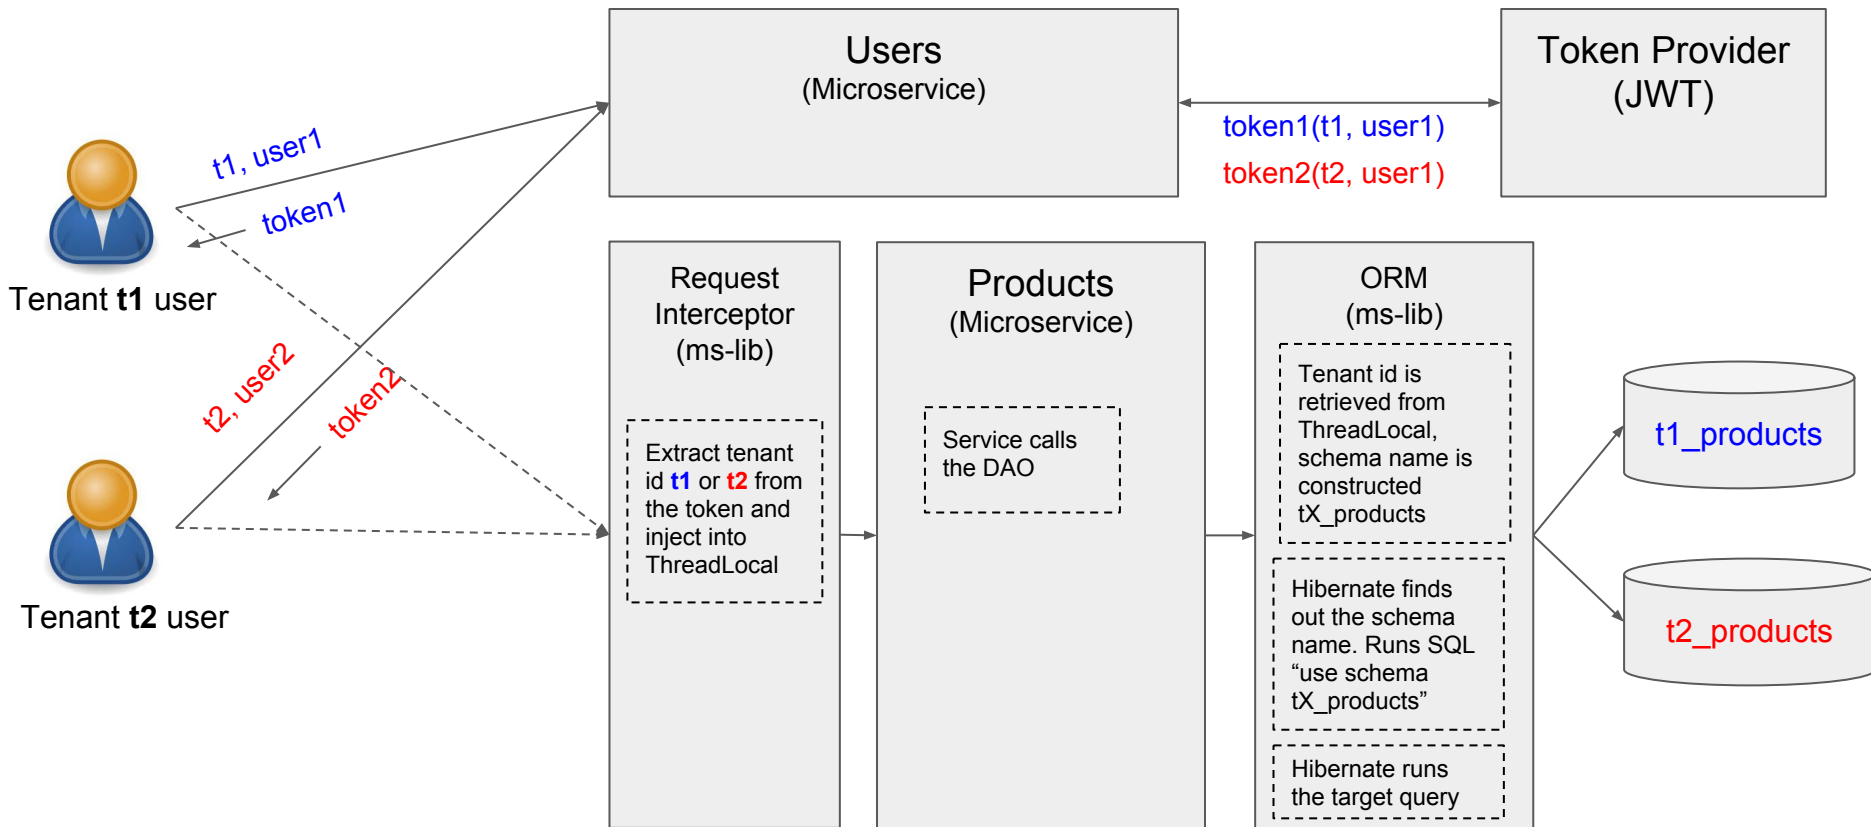 Users
(Microservice)
Token Provider
(JWT)
token1(t1, user1)
token2(t2, user1)
t1, user1
token1
Tenant t1 user
t2, user2
token2
Tenant t2 user
Request
Interceptor
(ms-lib)
Extract tenant
id t1 or t2 from
the token and
inject into
ThreadLocal
Products
(Microservice)
Service calls
the DAO
ORM
(ms-lib)
Tenant id is
retrieved from
ThreadLocal,
schema name is
constructed
tX_products
Hibernate finds
out the schema
name. Runs SQL
“use schema
tX_products”
Hibernate runs
the target query
t1_products
t2_products